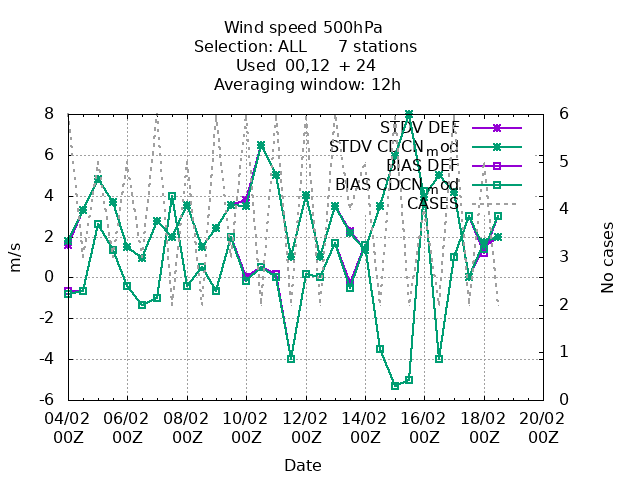 Wind speed 500hPa
Selection: ALL 7 stations
Used 00,12 + 24
Averaging window: 12h
8
6
4
2
0
-2
-4
-6
6
5
4
3
2
1
0
m/s
No cases
STDV DEF
STDV CDCN_mod
BIAS DEF
BIAS CDCN_mod
CASES
04/02 06/02 08/02 10/02 12/02 14/02 16/02 18/02 20/02
00Z 00Z 00Z 00Z 00Z 00Z 00Z 00Z 00Z
Date